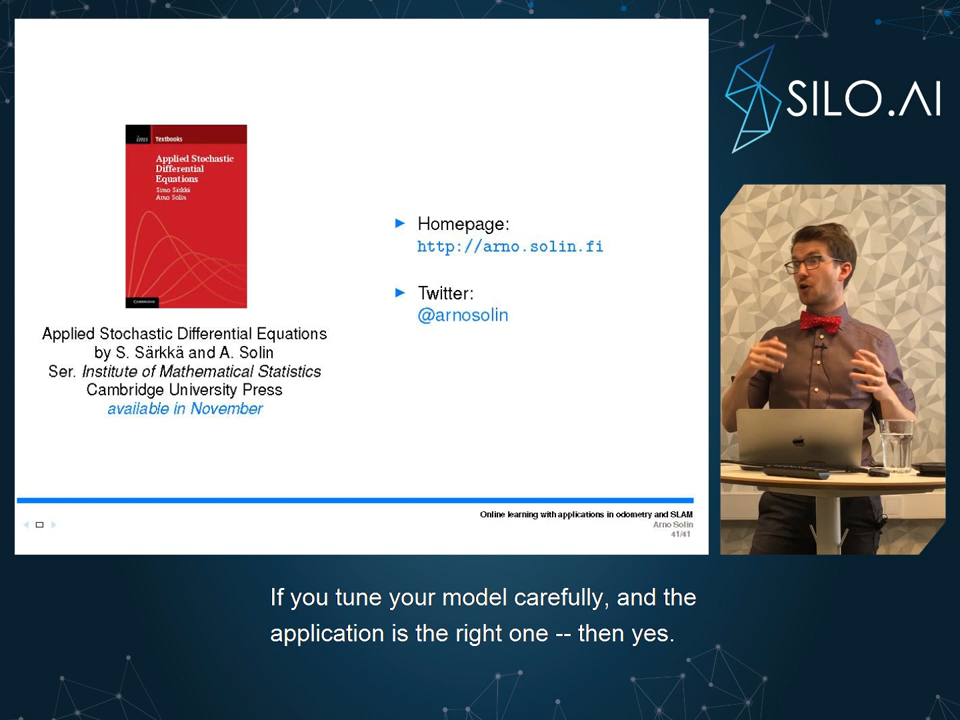 SILO.AI
ims Textbooks
Applied Stochastic
Differential
Equations
Simo Särkkä
Arno Solin
CAMBRIDGE
Applied Stochastic Differential Equations
by S. Särkkä and A. Solin
Ser. Institute of Mathematical Statistics
Cambridge University Press
available in November
Homepage:
http://arno.solin.fi
Twitter:
@arnosolin
Online learning with applications in odometry and SLAM
Arno Solin
41/41
If you tune your model carefully, and the
application is the right one -- then yes.